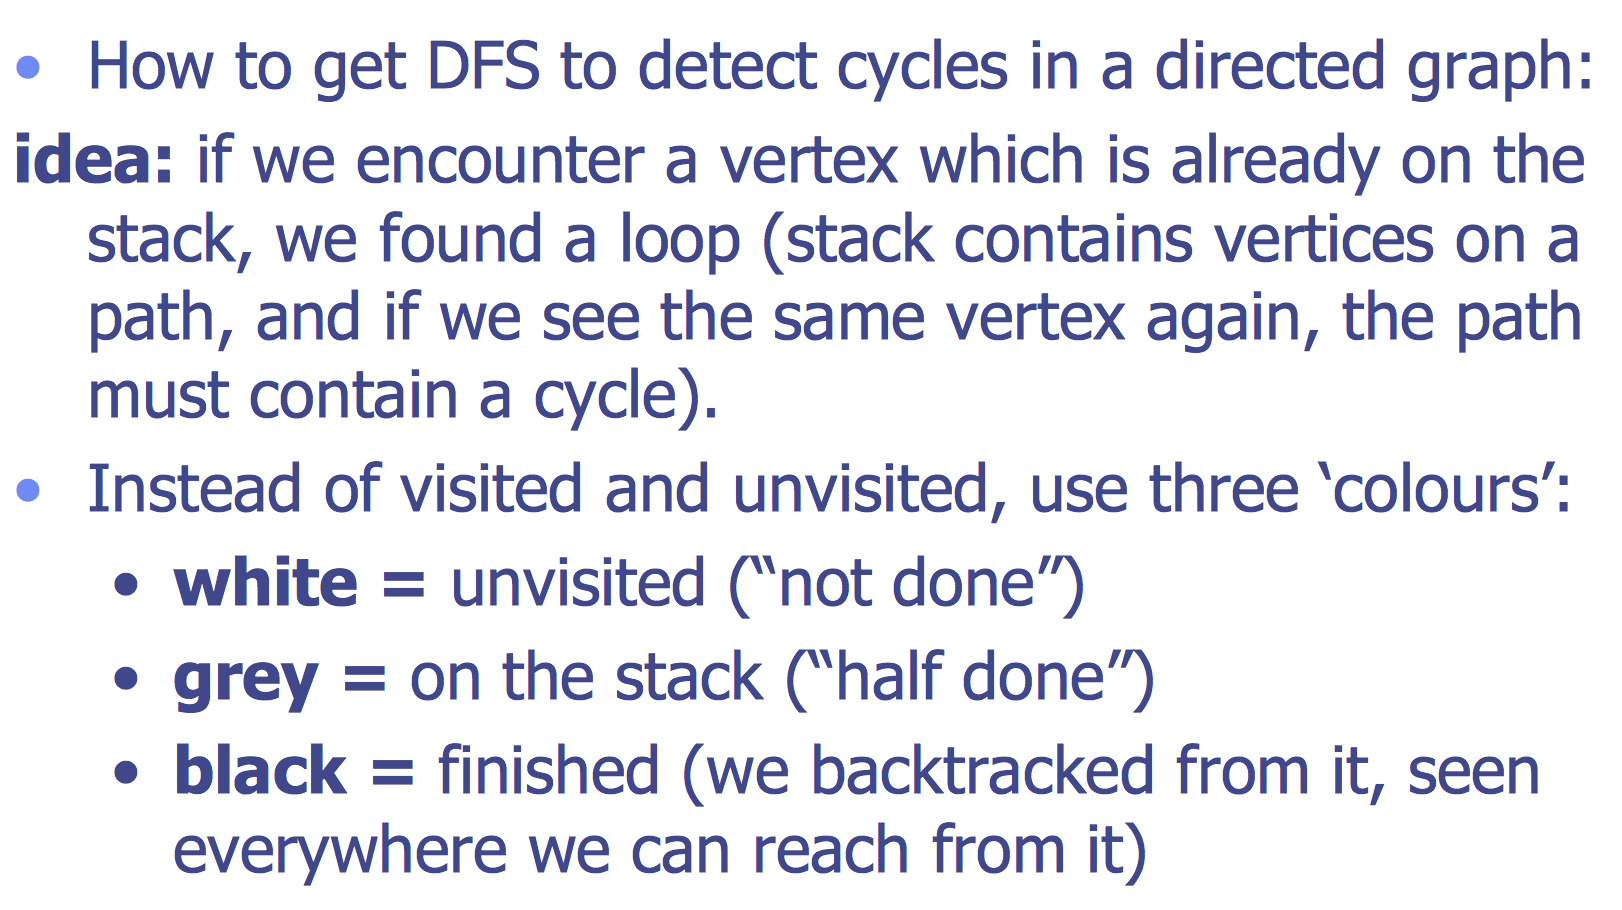 • How to get DFS to detect cycles in a directed graph:
idea: if we encounter a vertex which is already on the
stack, we found a loop (stack contains vertices on a
path, and if we see the same vertex again, the path
must contain a cycle).
• Instead of visited and unvisited, use three ‘colours’:
• white = unvisited (“not done”)
• grey = on the stack (“half done”)
• black = finished (we backtracked from it, seen
everywhere we can reach from it)